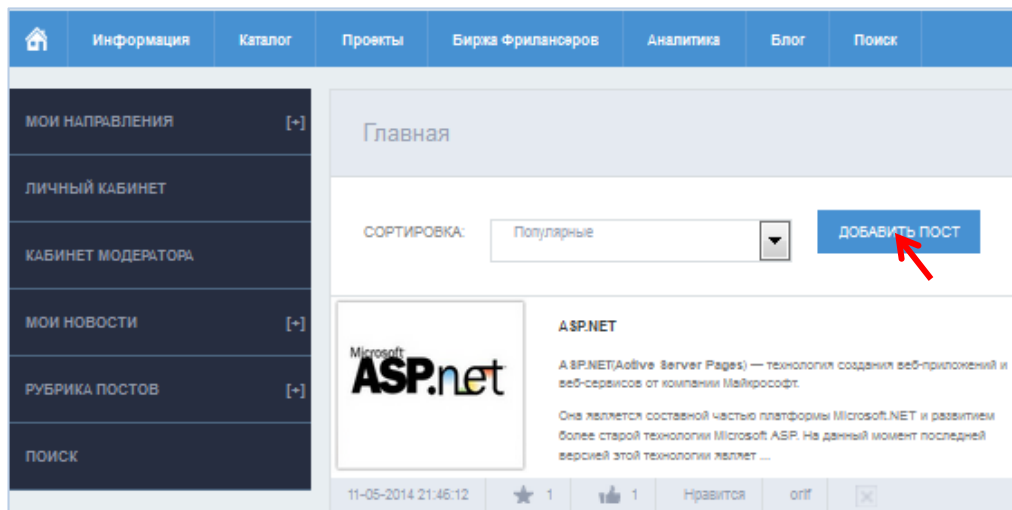 Информация Каталог Проекты Биржа Фрилансеров Аналитика Блог Поиск
МОИ НАПРАВЛЕНИЯ [+]
ЛИЧНЫЙ КАБИНЕТ
КАБИНЕТ МОДЕРАТОРА
МОИ НОВОСТИ [+]
РУБРИКА ПОСТОВ [+]
ПОИСК
Главная
СОРТИРОВКА: Популярные ДОБАВИТЬ ПОСТ
Microsoft
ASP.net
ASP.NET
ASP.NET(Active Server Pages) — технология создания веб-приложений и
веб-сервисов от компании Майкрософт.
Она является составной частью платформы Microsoft.NET и развитием
более старой технологии Microsoft ASP. На данный момент последней
версией этой технологии являет ...
11-05-2014 21:46:12 1 1 Нравится orif